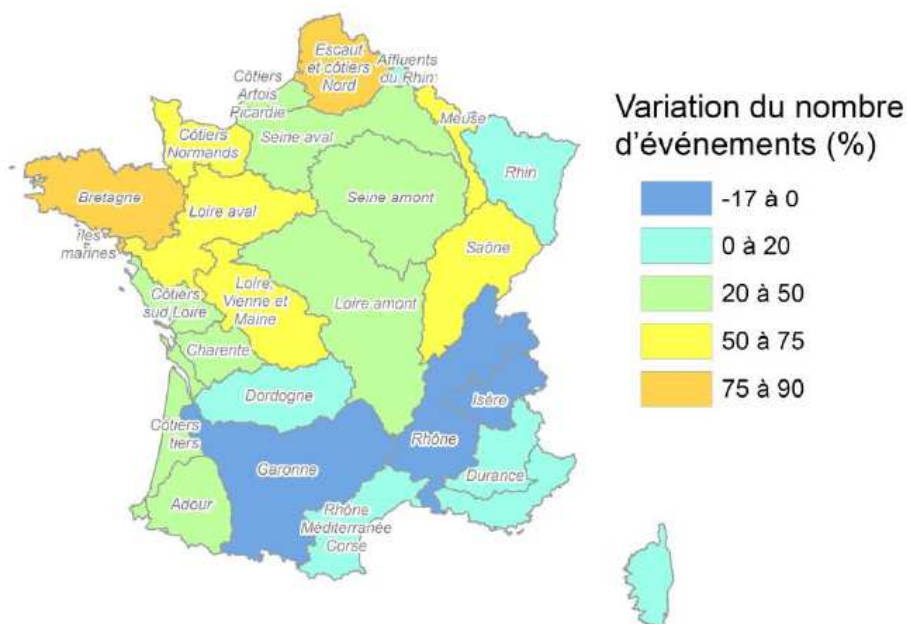 Escaut
et côtiers
Nord
Affluents
du Rhin
Côtiers
Artois
Picardie
Meuse
Seine aval
Côtiers
Normands
Rhin
Bretagne
Seine amont
Loire aval
îles
marines
Saône
Loire,
Vienne et
Maine
Côtiers
sud Loire
Loire amont
Charente
Dordogne
Isère
Rhône
Côtiers
tiers
Garonne
Durance
Adour
Rhône
Méditerranée
Corse
Variation du nombre
d'événements (%)
-17 à 0
0 à 20
20 à 50
50 à 75
75 à 90